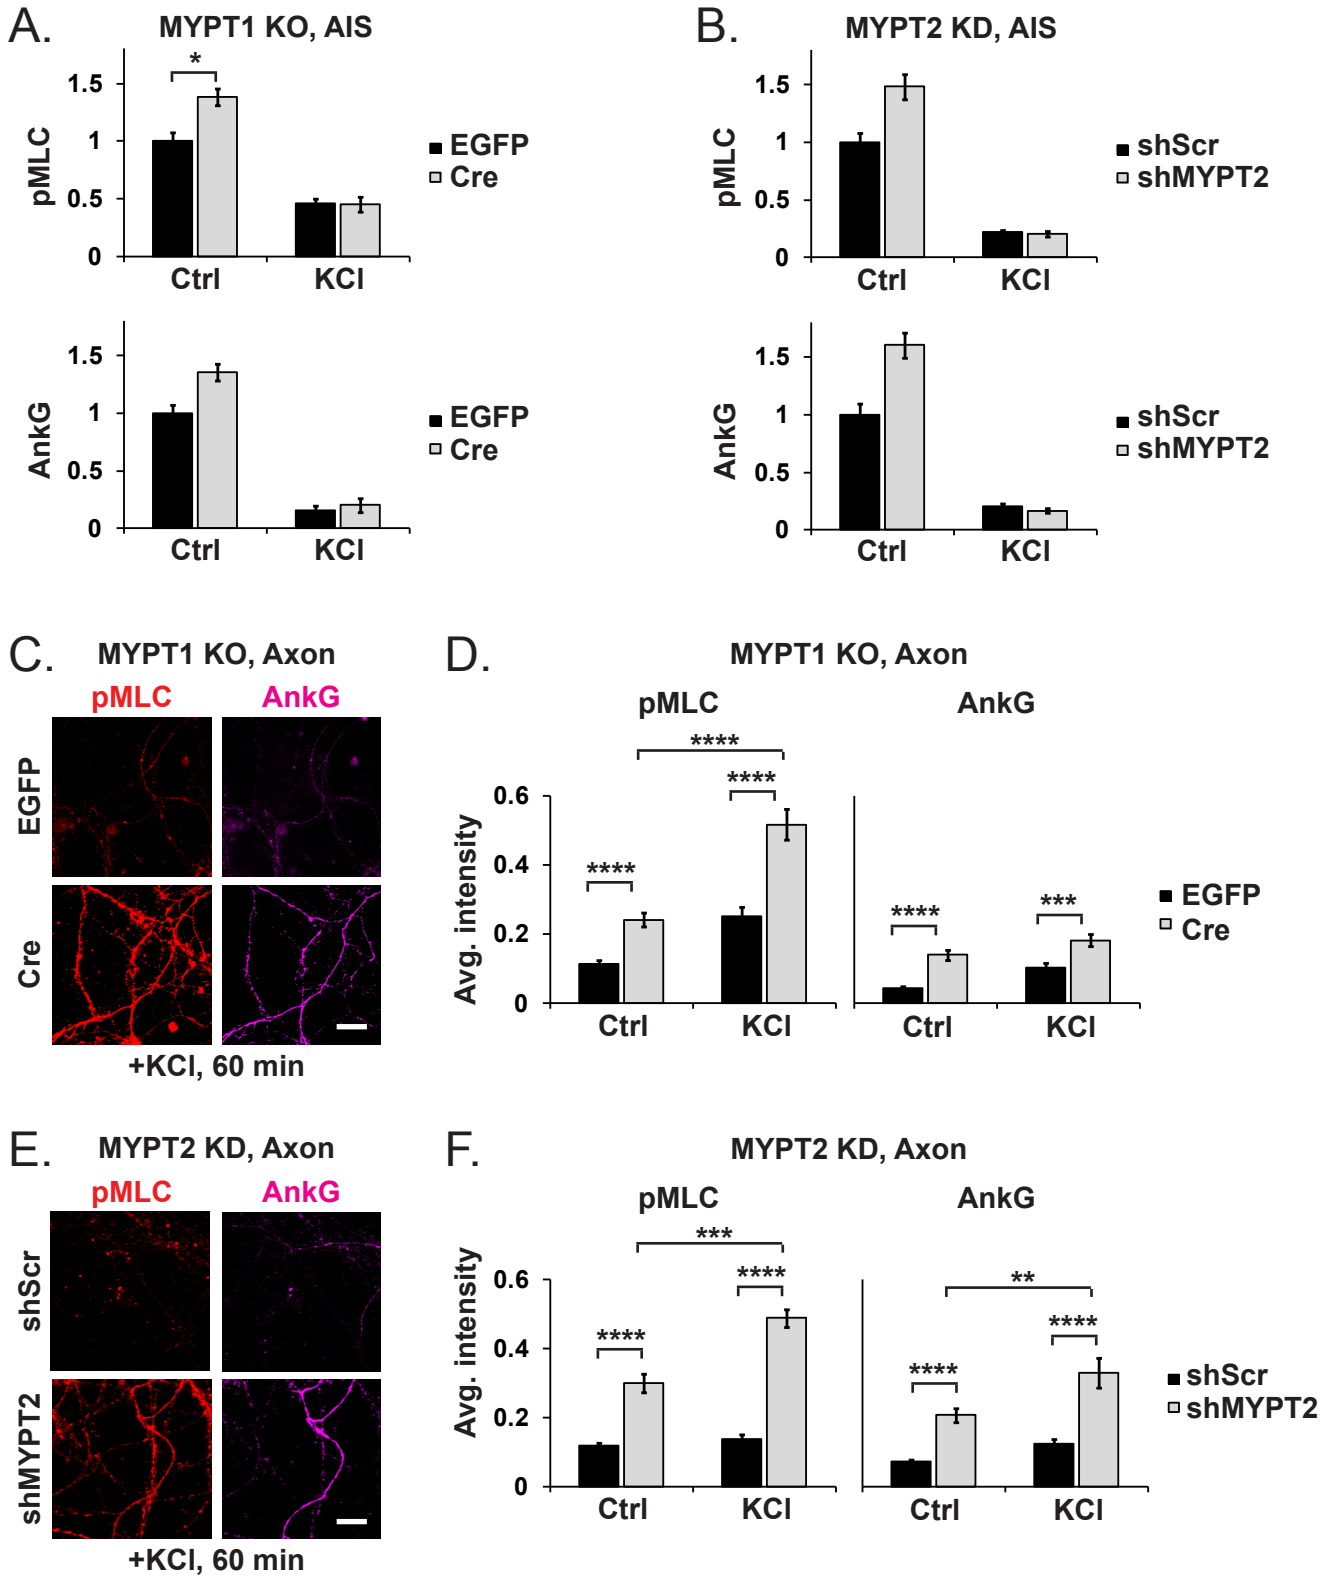 A. MYPT1 KO, AIS
*
pMLC
1.5
1
0.5
0
Ctrl KCl
EGFP
Cre
AnkG
1.5
1
0.5
0
Ctrl KCl
EGFP
Cre
B. MYPT2 KD, AIS
pMLC
1.5
1
0.5
0
Ctrl KCl
shScr
shMYPT2
AnkG
1.5
1
0.5
0
Ctrl KCl
shScr
shMYPT2
C. MYPT1 KO, Axon
pMLC AnkG
EGFP
Cre
+KCl, 60 min
D. MYPT1 KO, Axon
pMLC AnkG
Avg. intensity
0.6
0.4
0.2
0
****
****
****
****
***
Ctrl KCl Ctrl KCl
EGFP
Cre
E. MYPT2 KD, Axon
pMLC AnkG
shScr
shMYPT2
+KCl, 60 min
F. MYPT2 KD, Axon
pMLC AnkG
Avg. intensity
0.6
0.4
0.2
0
***
****
****
**
****
****
Ctrl KCl Ctrl KCl
shScr
shMYPT2